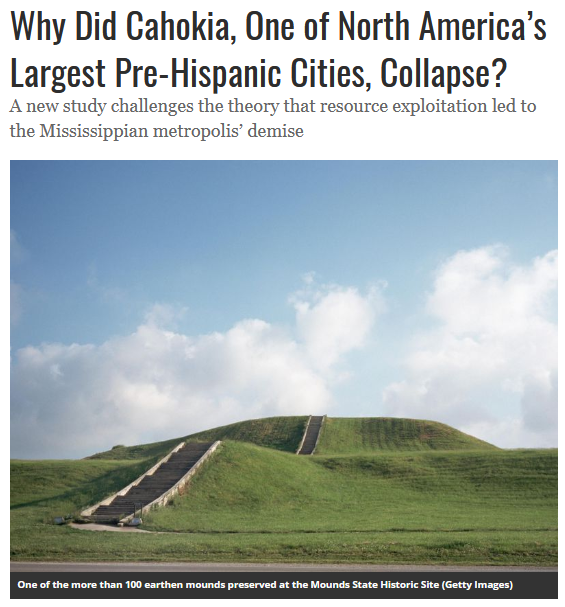 Why Did Cahokia, One of North America's
Largest Pre-Hispanic Cities, Collapse?
A new study challenges the theory that resource exploitation led to
the Mississippian metropolis' demise
One of the more than 100 earthen mounds preserved at the Mounds State Historic Site (Getty Images)